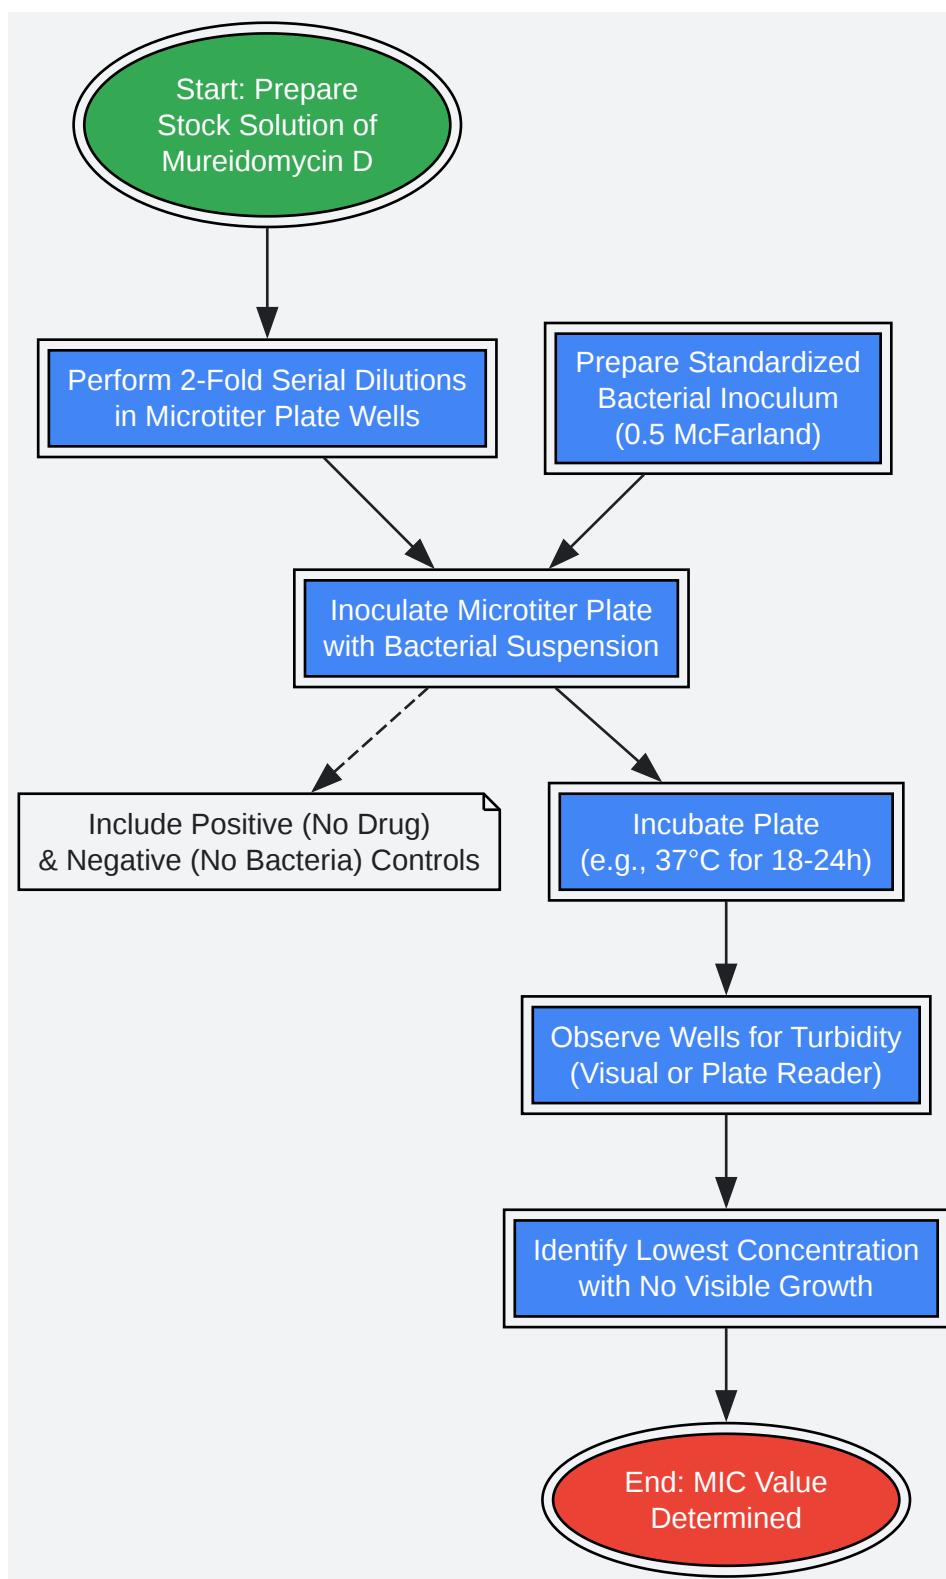 Start: Prepare
Stock Solution of
Mureidomycin D
Perform 2-Fold Serial Dilutions
in Microtiter Plate Wells
Prepare Standardized
Bacterial Inoculum
(0.5 McFarland)
Inoculate Microtiter Plate
with Bacterial Suspension
Include Positive (No Drug)
& Negative (No Bacteria) Controls
Incubate Plate
(e.g., 37°C for 18-24h)
Observe Wells for Turbidity
(Visual or Plate Reader)
Identify Lowest Concentration
with No Visible Growth
End: MIC Value
Determined